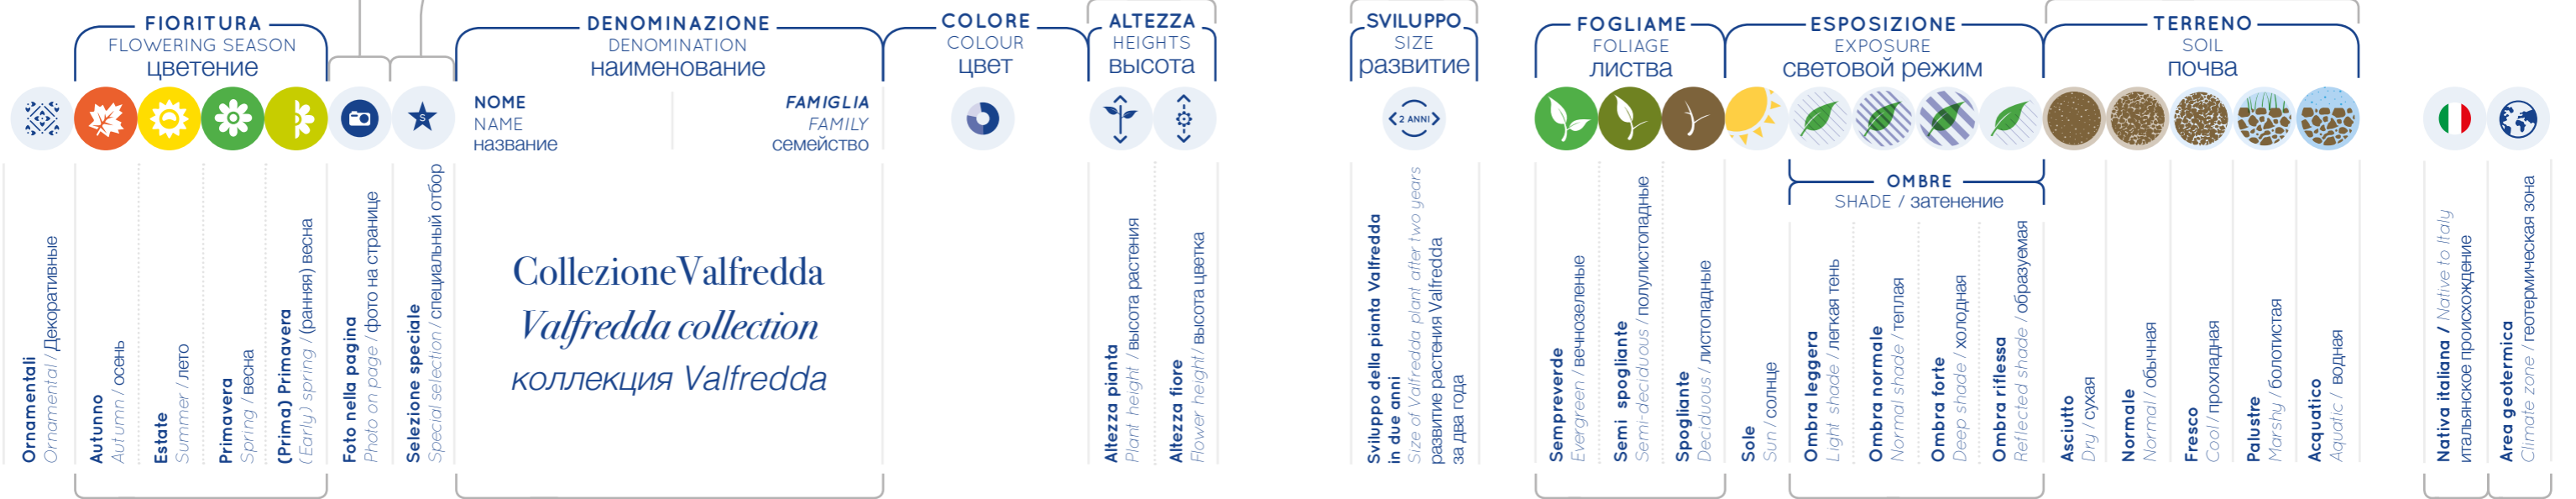 FIORITURA
FLOWERING SEASON
цветение
DENOMINAZIONE
DENOMINATION
наименование
COLORE
COLOUR
цвет
ALTEZZA
HEIGHTS
высота
SVILUPPO
SIZE
развитие
FOGLIAME
FOLIAGE
листва
ESPOSIZIONE
EXPOSURE
световой режим
TERRENO
SOIL
почва
S
NOME
NAME
название
FAMIGLIA
FAMILY
семейство
2 ANNI
OMBRE
SHADE / затенение
Ornamentali
Ornamental / Декоративные
Autunno
Autumn / осень
Estate
Summer / лето
Primavera
Spring / весна
(Prima) Primavera
(Early) spring / (ранняя) весна
Foto nella pagina
Photo on page / фото на странице
Selezione speciale
Special selection / специальный отбор
CollezioneValfredda
Valfredda collection
коллекция Valfredda
Altezza pianta
Plant height / высота растения
Altezza fiore
Flower height / высота цветка
Sviluppo della pianta Valfredda
in due anni
Size of Valfredda plant after two years
развитие растения Valfredda
за два года
Sempreverde
Evergreen / вечнозеленые
Semi spogliante
Semi-deciduous / полулистопадные
Spogliante
Deciduous / листопадные
Sole
Sun / солнце
Ombra leggera
Light shade / легкая тень
Ombra normale
Normal shade / теплая
Ombra forte
Deep shade / холодная
Ombra riflessa
Reflected shade / образуемая
Asciutto
Dry / сухая
Normale
Normal / обычная
Fresco
Cool / прохладная
Palustre
Marshy / болотистая
Acquatico
Aquatic / водная
Nativa italiana / Native to Italy
итальянское происхождение
Area geotermica
Climate zone / геотермическая зона